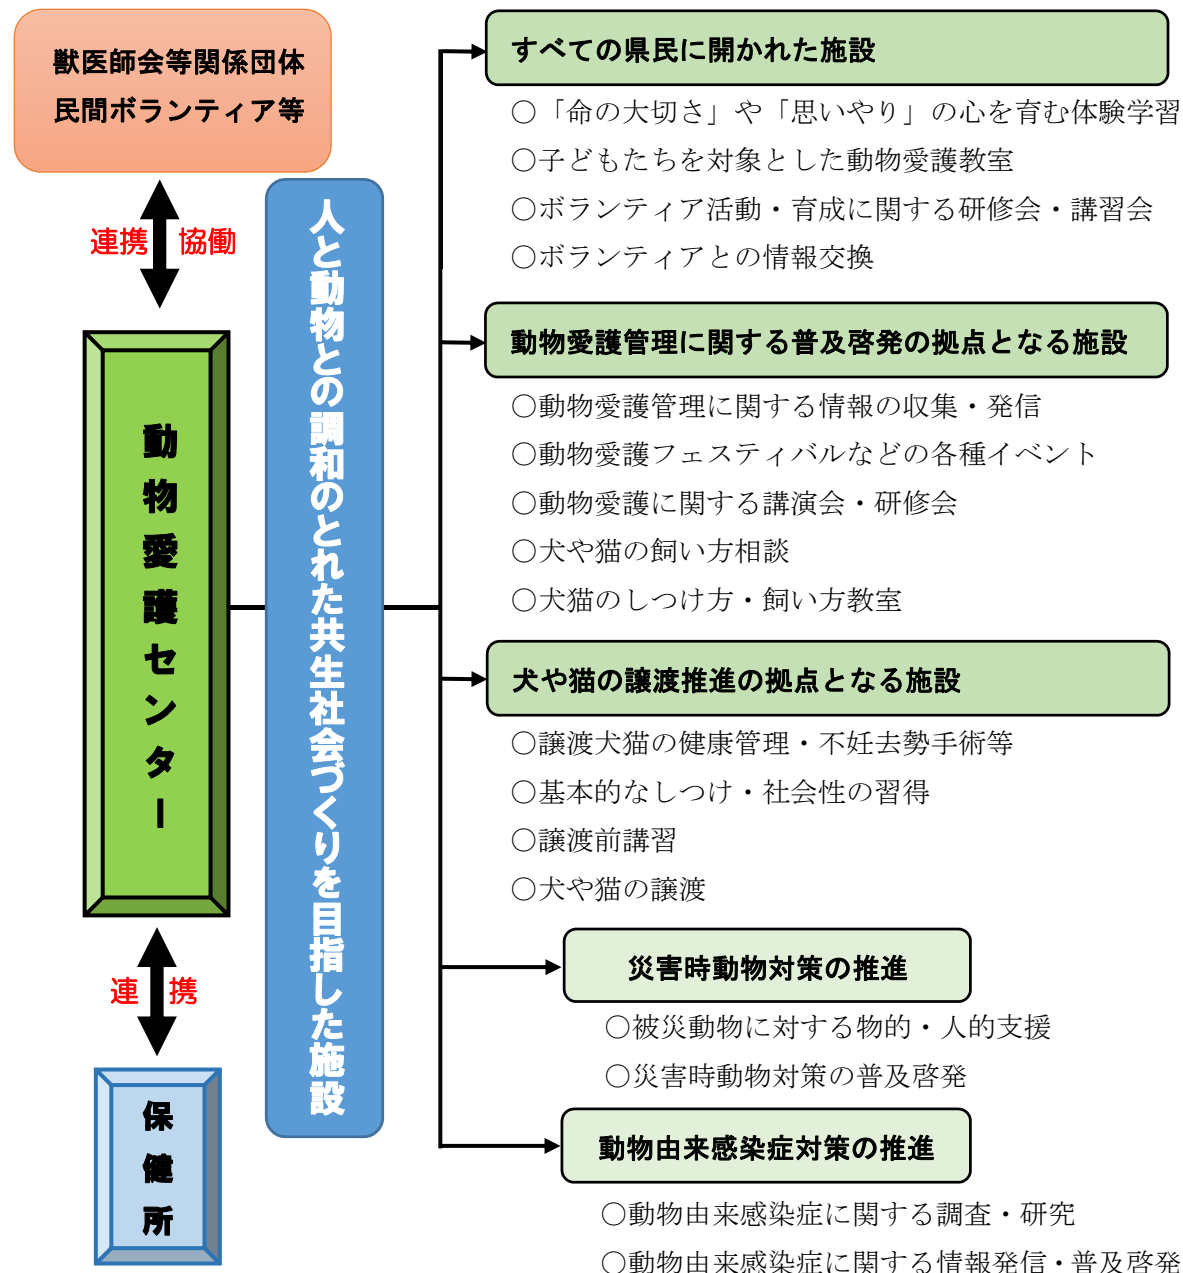 獣医師会等関係団体
民間ボランティア等
連携 協働
動物愛護センター
連携
保健所
人と動物との調和のとれた共生社会づくりを目指した施設
すべての県民に開かれた施設
○「命の大切さ」や「思いやり」の心を育む体験学習
○子どもたちを対象とした動物愛護教室
○ボランティア活動・育成に関する研修会・講習会
○ボランティアとの情報交換
動物愛護管理に関する普及啓発の拠点となる施設
○動物愛護管理に関する情報の収集・発信
○動物愛護フェスティバルなどの各種イベント
○動物愛護に関する講演会・研修会
○犬や猫の飼い方相談
○犬猫のしつけ方・飼い方教室
犬や猫の譲渡推進の拠点となる施設
○譲渡犬猫の健康管理・不妊去勢手術等
○基本的なしつけ・社会性の習得
○譲渡前講習
○犬や猫の譲渡
災害時動物対策の推進
○被災動物に対する物的・人的支援
○災害時動物対策の普及啓発
動物由来感染症対策の推進
○動物由来感染症に関する調査・研究
○動物由来感染症に関する情報発信・普及啓発